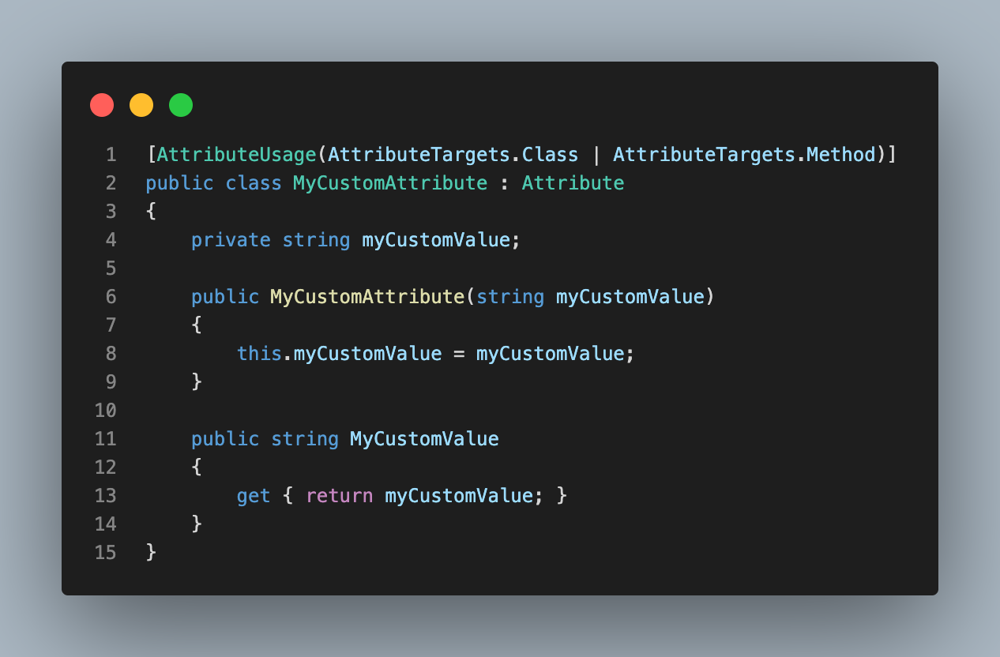 1 [AttributeUsage(AttributeTargets.Class | AttributeTargets.Method)]
2 public class MyCustomAttribute : Attribute
3 {
4     private string myCustomValue;
5
6     public MyCustomAttribute(string myCustomValue)
7     {
8         this.myCustomValue = myCustomValue;
9     }
10
11     public string MyCustomValue
12     {
13         get { return myCustomValue; }
14     }
15 }